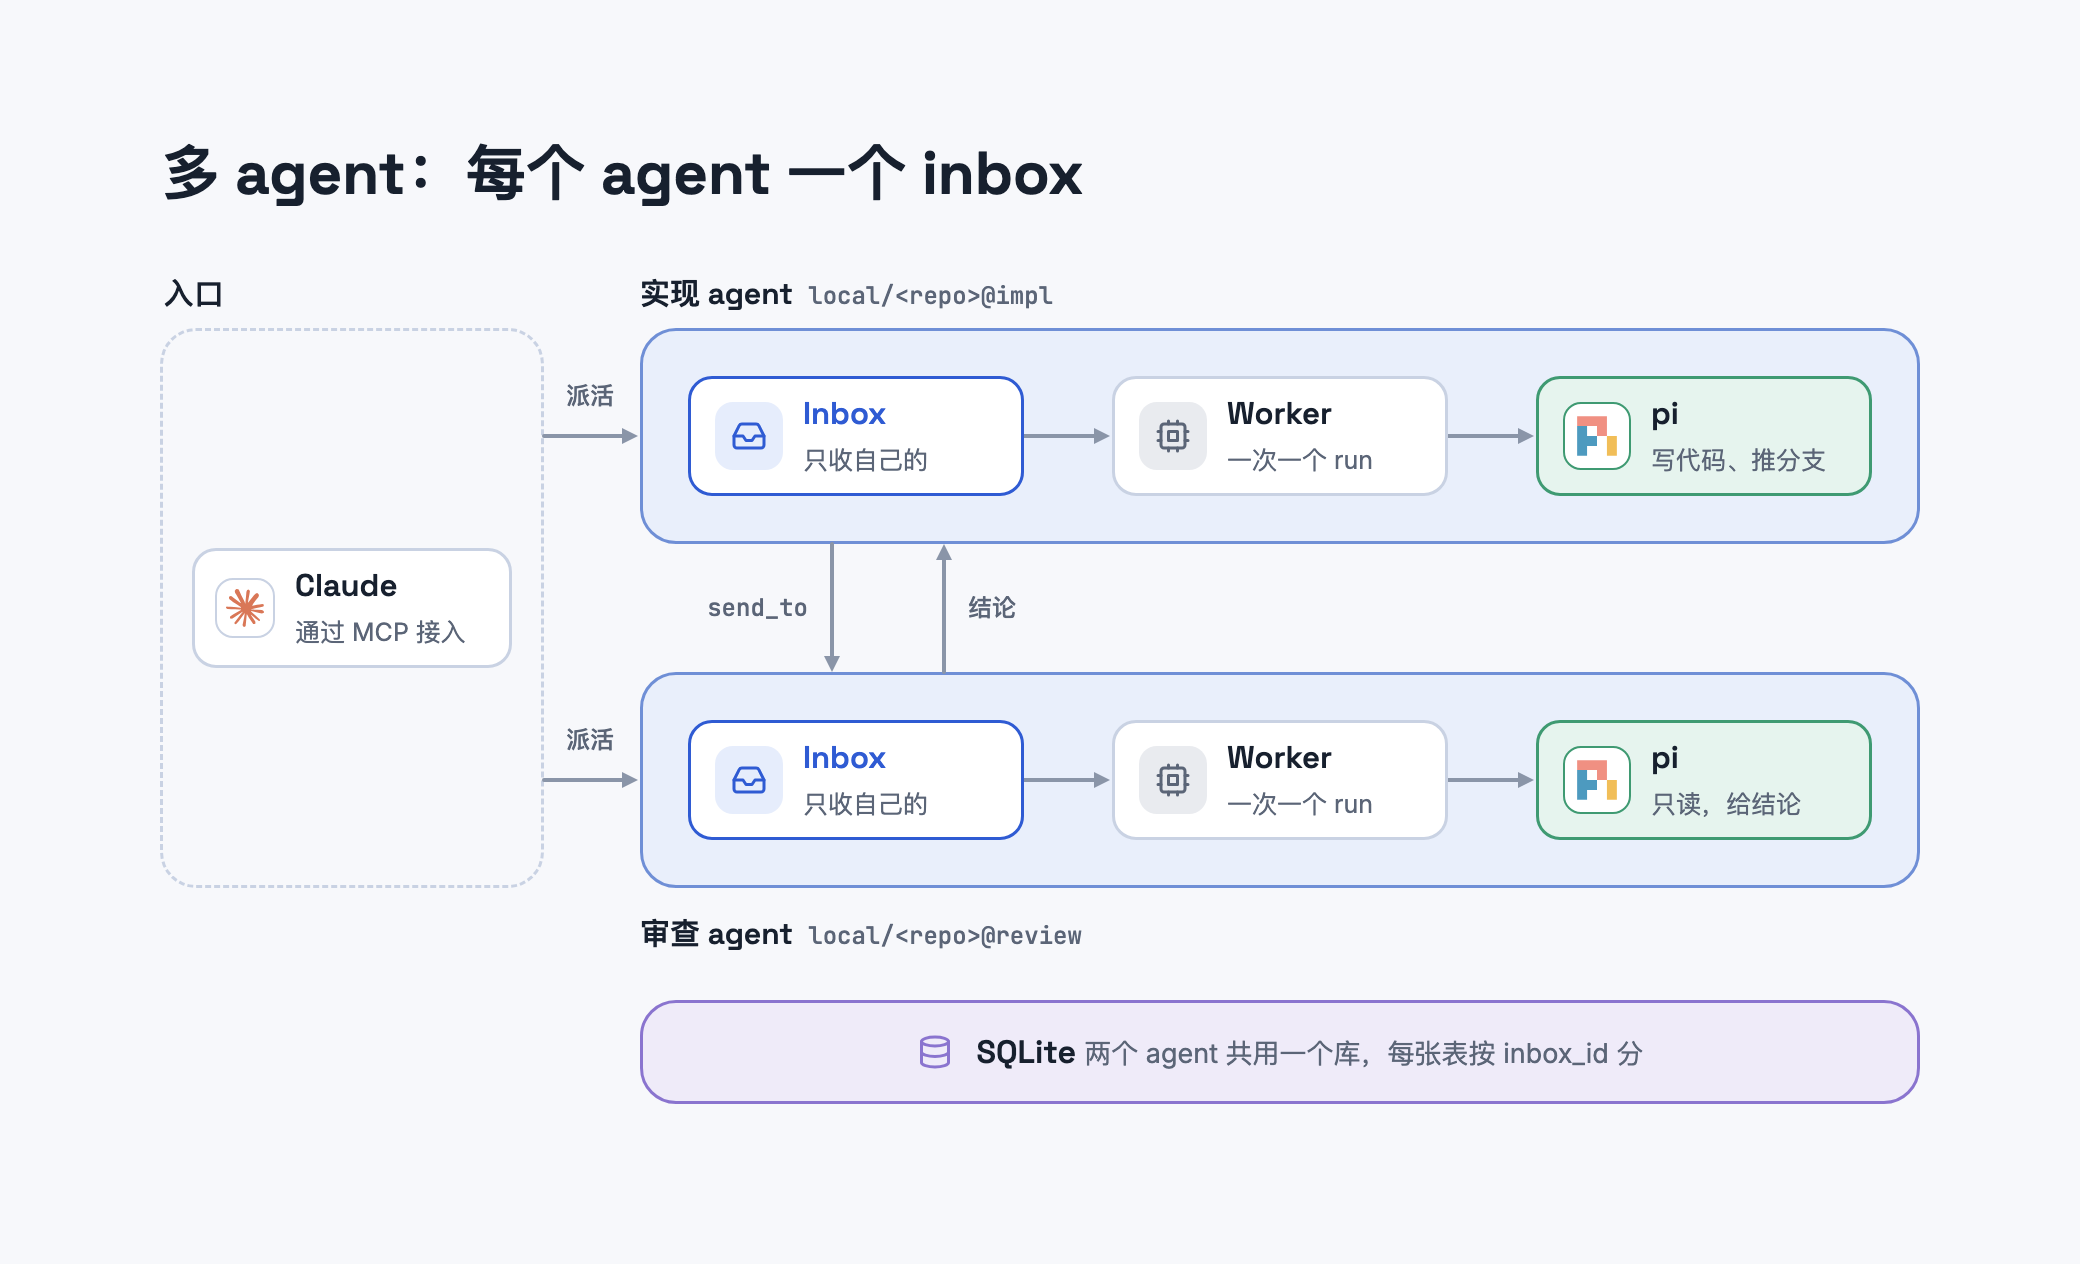 多 agent：每个 agent 一个 inbox
入口
实现 agent local/<repo>@impl
派活
Inbox
只收自己的
Worker
一次一个 run
pi
写代码、推分支
Claude
通过 MCP 接入
send_to
结论
派活
Inbox
只收自己的
Worker
一次一个 run
pi
只读，给结论
审查 agent local/<repo>@review
SQLite 两个 agent 共用一个库，每张表按 inbox_id 分